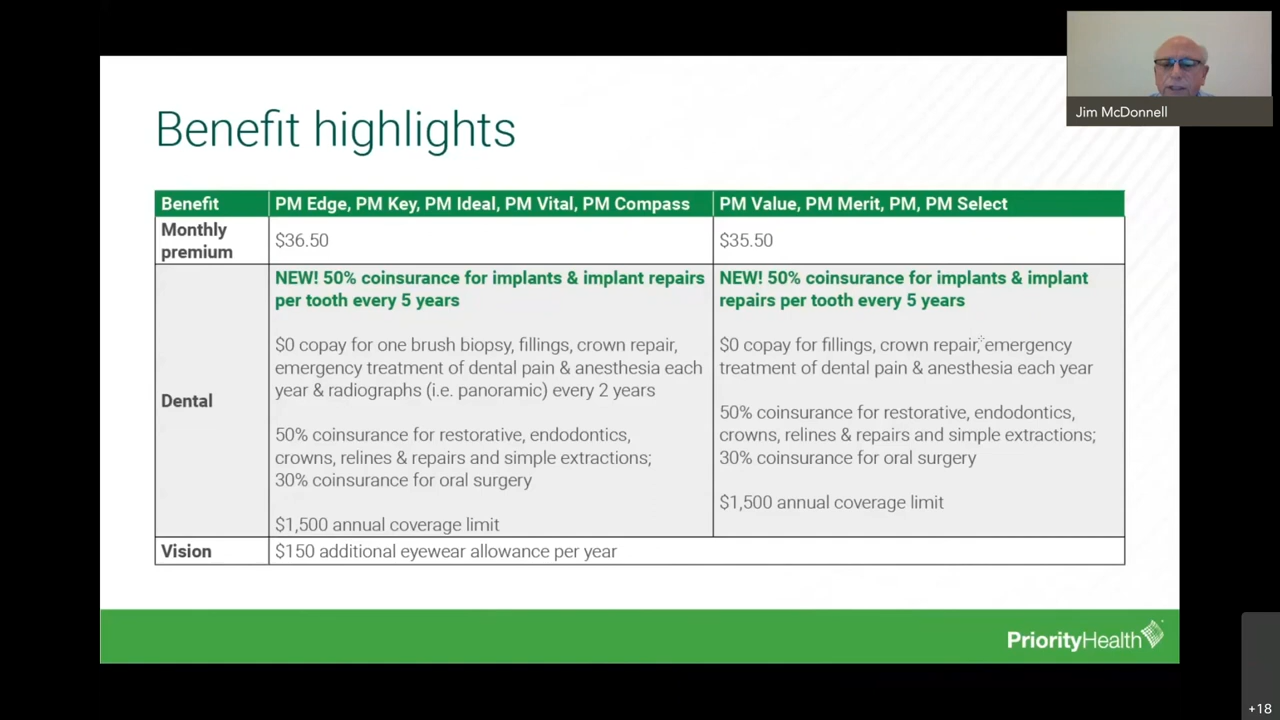 Jim McDonnell
Benefit highlights
Benefit
PM Edge, PM Key, PM Ideal, PM Vital, PM Compass
PM Value, PM Merit, PM, PM Select
Monthly
premium
$36.50
$35.50
Dental
NEW! 50% coinsurance for implants & implant repairs
per tooth every 5 years
$0 copay for one brush biopsy, fillings, crown repair,
emergency treatment of dental pain & anesthesia each
year & radiographs (i.e. panoramic) every 2 years
50% coinsurance for restorative, endodontics,
crowns, relines & repairs and simple extractions;
30% coinsurance for oral surgery
$1,500 annual coverage limit
NEW! 50% coinsurance for implants & implant
repairs per tooth every 5 years
$0 copay for fillings, crown repair, emergency
treatment of dental pain & anesthesia each year
50% coinsurance for restorative, endodontics,
crowns, relines & repairs and simple extractions;
30% coinsurance for oral surgery
$1,500 annual coverage limit
Vision
$150 additional eyewear allowance per year
PriorityHealth
+18